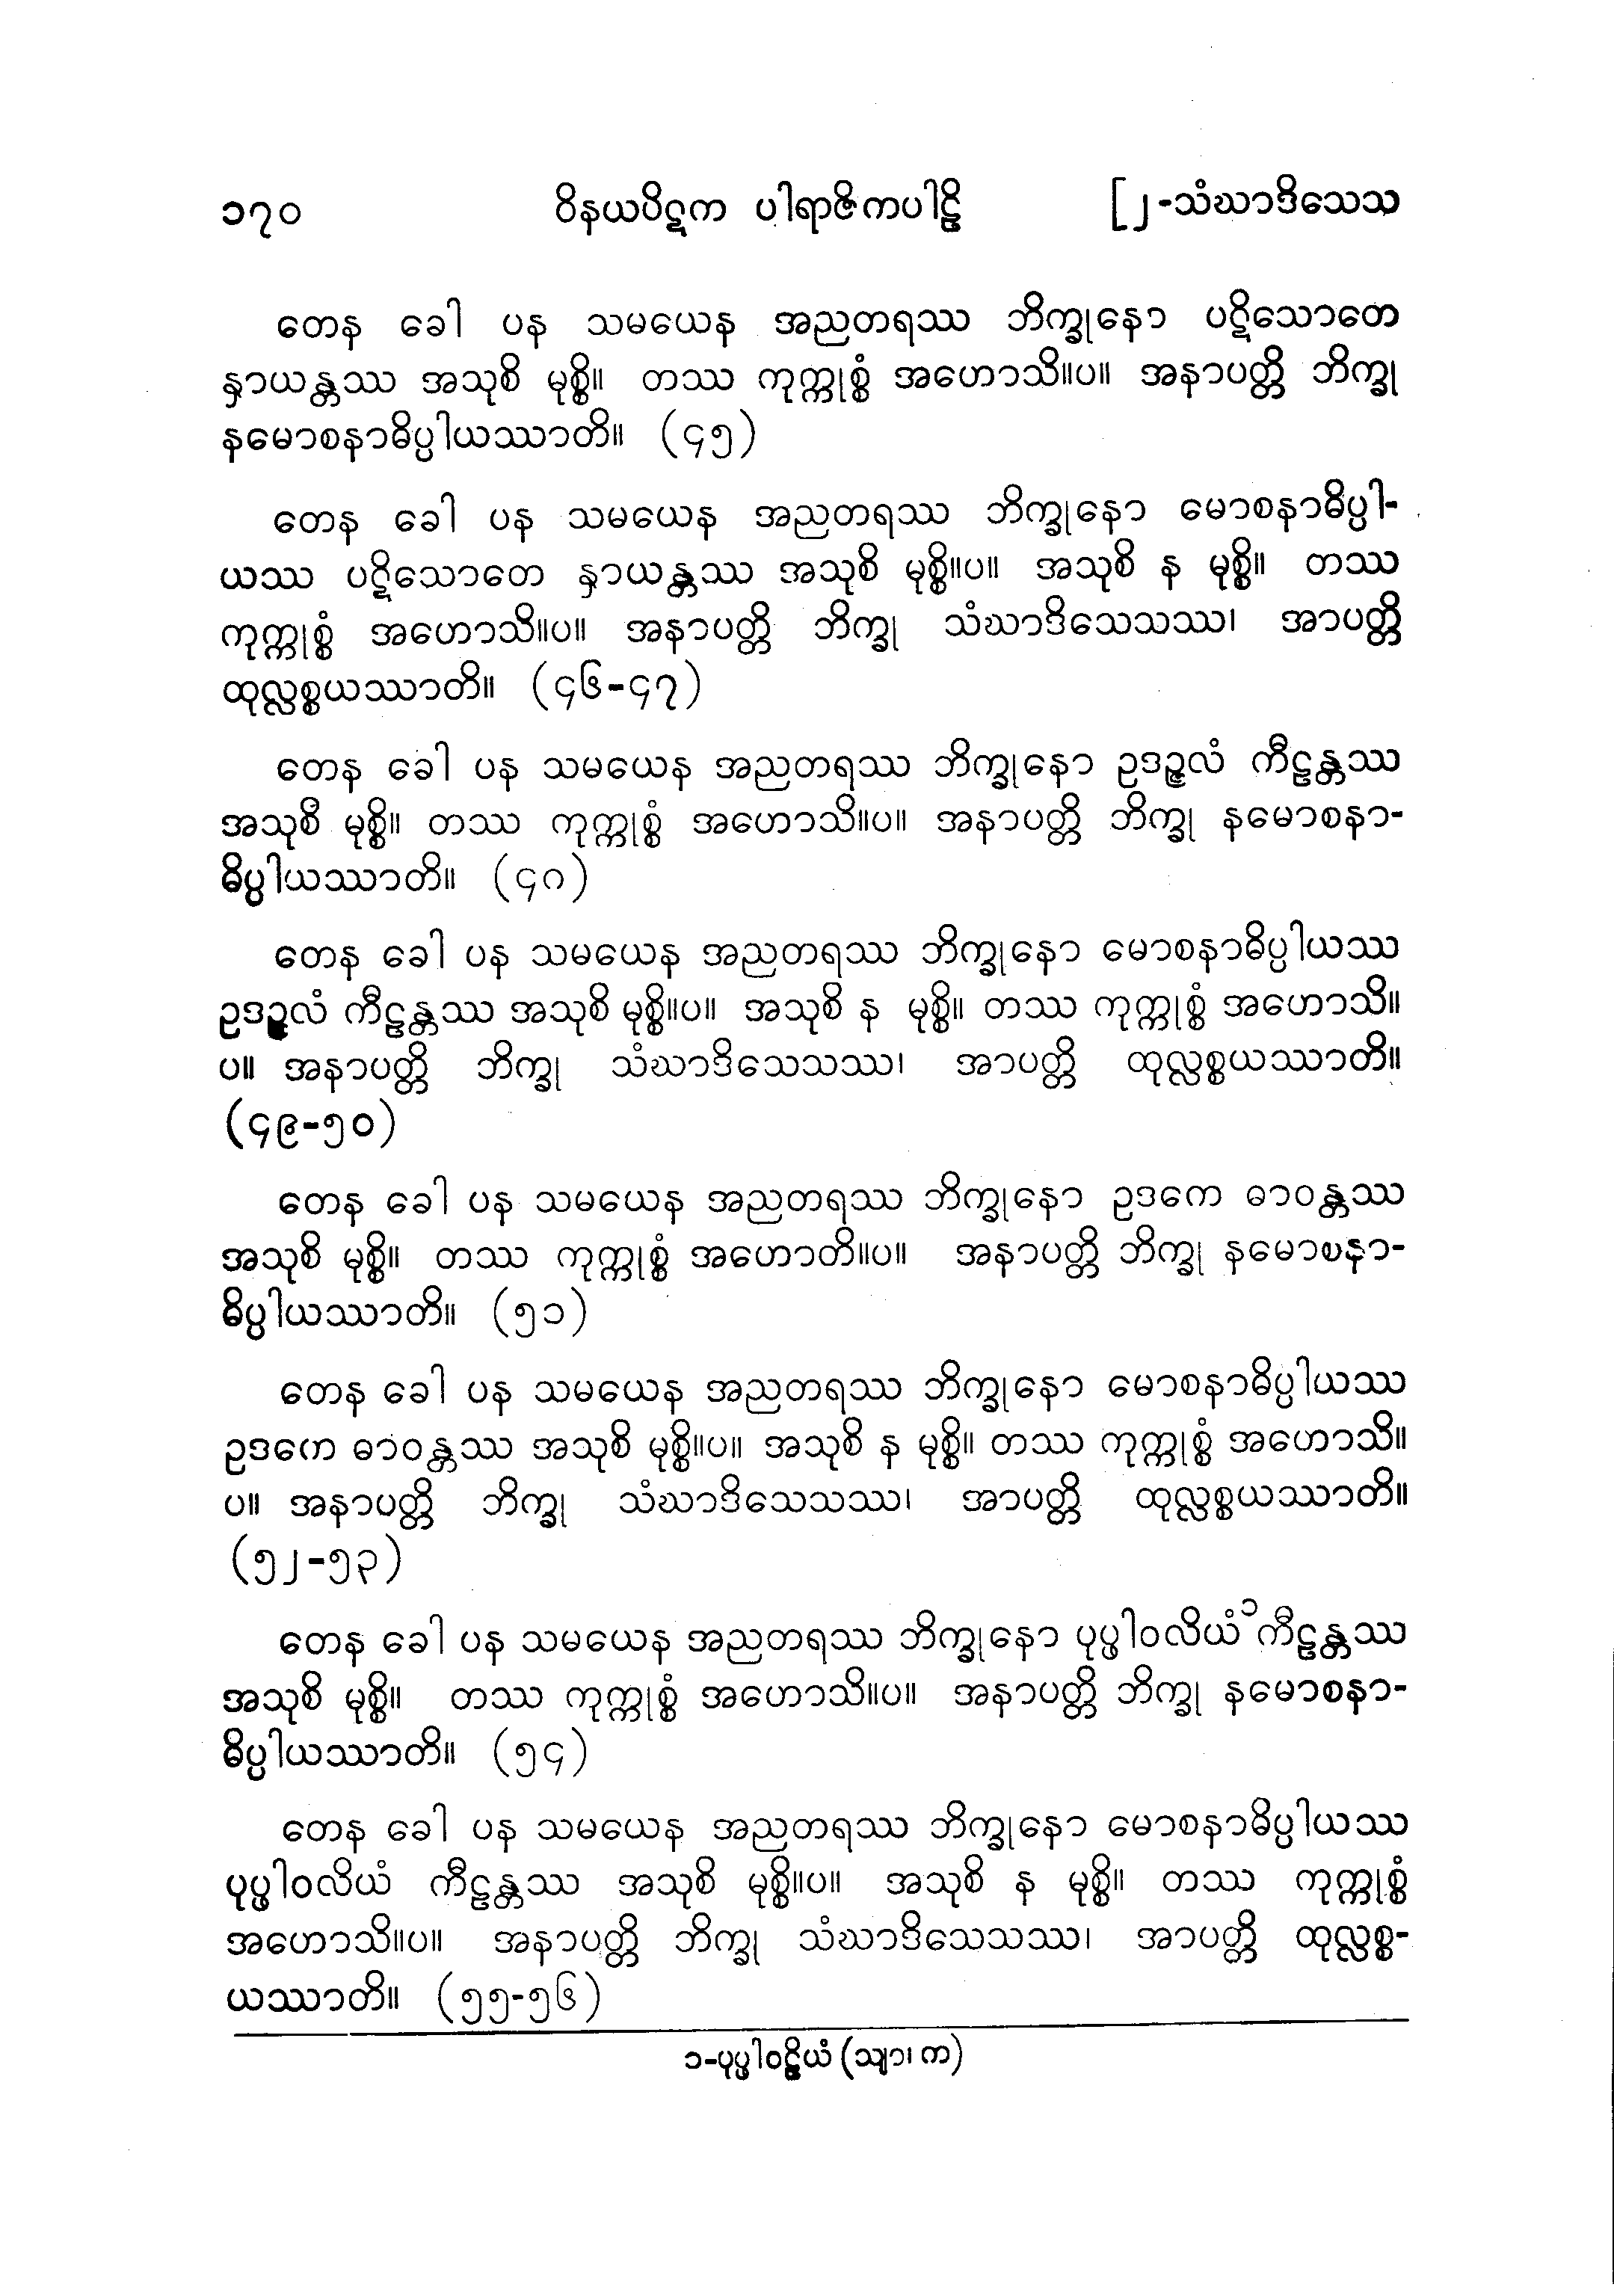 ၁၇၀ ဝိနယပိဋက ပါရာဇိကပါဠိ [၂-သံဃာဒိသေသ
တေန ခေါ ပန သမယေန အညတရဿ ဘိက္ခုနော ပဋိသောတေ
နှာယန္တဿ အသုစိ မုစ္စိ။ တဿ ကုက္ကုစ္စံ အဟောသိ။ပ။ အနာပတ္တိ ဘိက္ခု
နမောစနာဓိပ္ပါယဿာတိ။ (၄၅)
တေန ခေါ ပန သမယေန အညတရဿ ဘိက္ခုနော မောစနာဓိပ္ပါ-
ယဿ ပဋိသောတေ နှာယန္တဿ အသုစိ မုစ္စိ။ပ။ အသုစိ န မုစ္စိ။ တဿ
ကုက္ကုစ္စံ အဟောသိ။ပ။ အနာပတ္တိ ဘိက္ခု သံဃာဒိသေသဿ၊ အာပတ္တိ
ထုလ္လစ္စယဿာတိ။ (၄၆-၄၇)
တေန ခေါ ပန သမယေန အညတရဿ ဘိက္ခုနော ဥဒဉ္ဇလံ ကီဠန္တဿ
အသုစိ မုစ္စိ။ တဿ ကုက္ကုစ္စံ အဟောသိ။ပ။ အနာပတ္တိ ဘိက္ခု နမောစနာ-
ဓိပ္ပါယဿာတိ။ (၄၈)
တေန ခေါ ပန သမယေန အညတရဿ ဘိက္ခုနော မောစနာဓိပ္ပါယဿ
ဥဒဉ္ဇလံ ကီဠန္တဿ အသုစိ မုစ္စိ။ပ။ အသုစိ န မုစ္စိ။ တဿ ကုက္ကုစ္စံ အဟောသိ။
ပ။ အနာပတ္တိ ဘိက္ခု သံဃာဒိသေသဿ၊ အာပတ္တိ ထုလ္လစ္စယဿာတိ။
(၄၉-၅၀)
တေန ခေါ ပန သမယေန အညတရဿ ဘိက္ခုနော ဥဒကေ ဓာဝန္တဿ
အသုစိ မုစ္စိ။ တဿ ကုက္ကုစ္စံ အဟောတိ။ပ။ အနာပတ္တိ ဘိက္ခု နမောစနာ-
ဓိပ္ပါယဿာတိ။ (၅၁)
တေန ခေါ ပန သမယေန အညတရဿ ဘိက္ခုနော မောစနာဓိပ္ပါယဿ
ဥဒကေ ဓာဝန္တဿ အသုစိ မုစ္စိ။ပ။ အသုစိ န မုစ္စိ။ တဿ ကုက္ကုစ္စံ အဟောသိ။
ပ။ အနာပတ္တိ ဘိက္ခု သံဃာဒိသေသဿ၊ အာပတ္တိ ထုလ္လစ္စယဿာတိ။
(၅၂-၅၃)
တေန ခေါ ပန သမယေန အညတရဿ ဘိက္ခုနော ပုပ္ဖါဝလိယံ၁ ကီဠန္တဿ
အသုစိ မုစ္စိ။ တဿ ကုက္ကုစ္စံ အဟောသိ။ပ။ အနာပတ္တိ ဘိက္ခု နမောစနာ-
ဓိပ္ပါယဿာတိ။ (၅၄)
တေန ခေါ ပန သမယေန အညတရဿ ဘိက္ခုနော မောစနာဓိပ္ပါယဿ
ပုပ္ဖါဝလိယံ ကီဠန္တဿ အသုစိ မုစ္စိ။ပ။ အသုစိ န မုစ္စိ။ တဿ ကုက္ကုစ္စံ
အဟောသိ။ပ။ အနာပတ္တိ ဘိက္ခု သံဃာဒိသေသဿ၊ အာပတ္တိ ထုလ္လစ္စ-
ယဿာတိ။ (၅၅-၅၆)
၁-ပုပ္ဖါဝဠိယံ (သျာ၊ က)